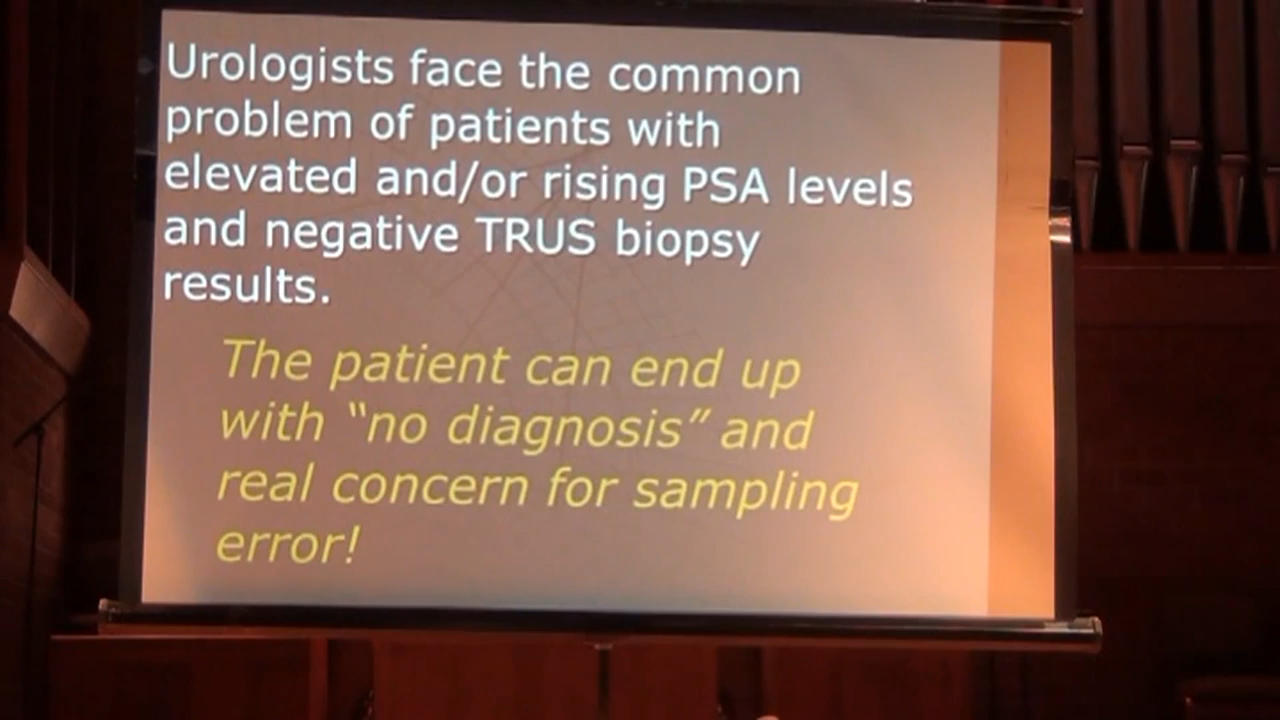 Urologists face the common
problem of patients with
elevated and/or rising PSA levels
and negative TRUS biopsy
results.
The patient can end up
with “no diagnosis” and
real concern for sampling
error!